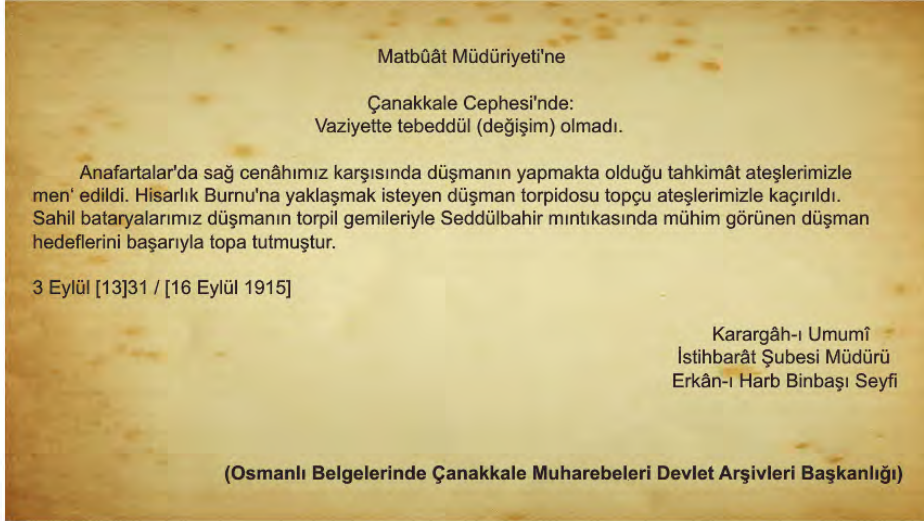 Matbûât Müdüriyeti'ne
Çanakkale Cephesi'nde:
Vaziyette tebeddül (değişim) olmadı.
Anafartalar'da sağ cenâhımız karşısında düşmanın yapmakta olduğu tahkimât ateşlerimizle
men‘ edildi. Hisarlık Burnu'na yaklaşmak isteyen düşman torpidosu topçu ateşlerimizle kaçırıldı.
Sahil bataryalarımız düşmanın torpil gemileriyle Seddülbahir mıntıkasında mühim görünen düşman
hedeflerini başarıyla topa tutmuştur.
3 Eylül [13]31 / [16 Eylül 1915]
Karargâh-ı Umumî
İstihbarât Şubesi Müdürü
Erkân-ı Harb Binbaşı Seyfi
(Osmanlı Belgelerinde Çanakkale Muharebeleri Devlet Arşivleri Başkanlığı)